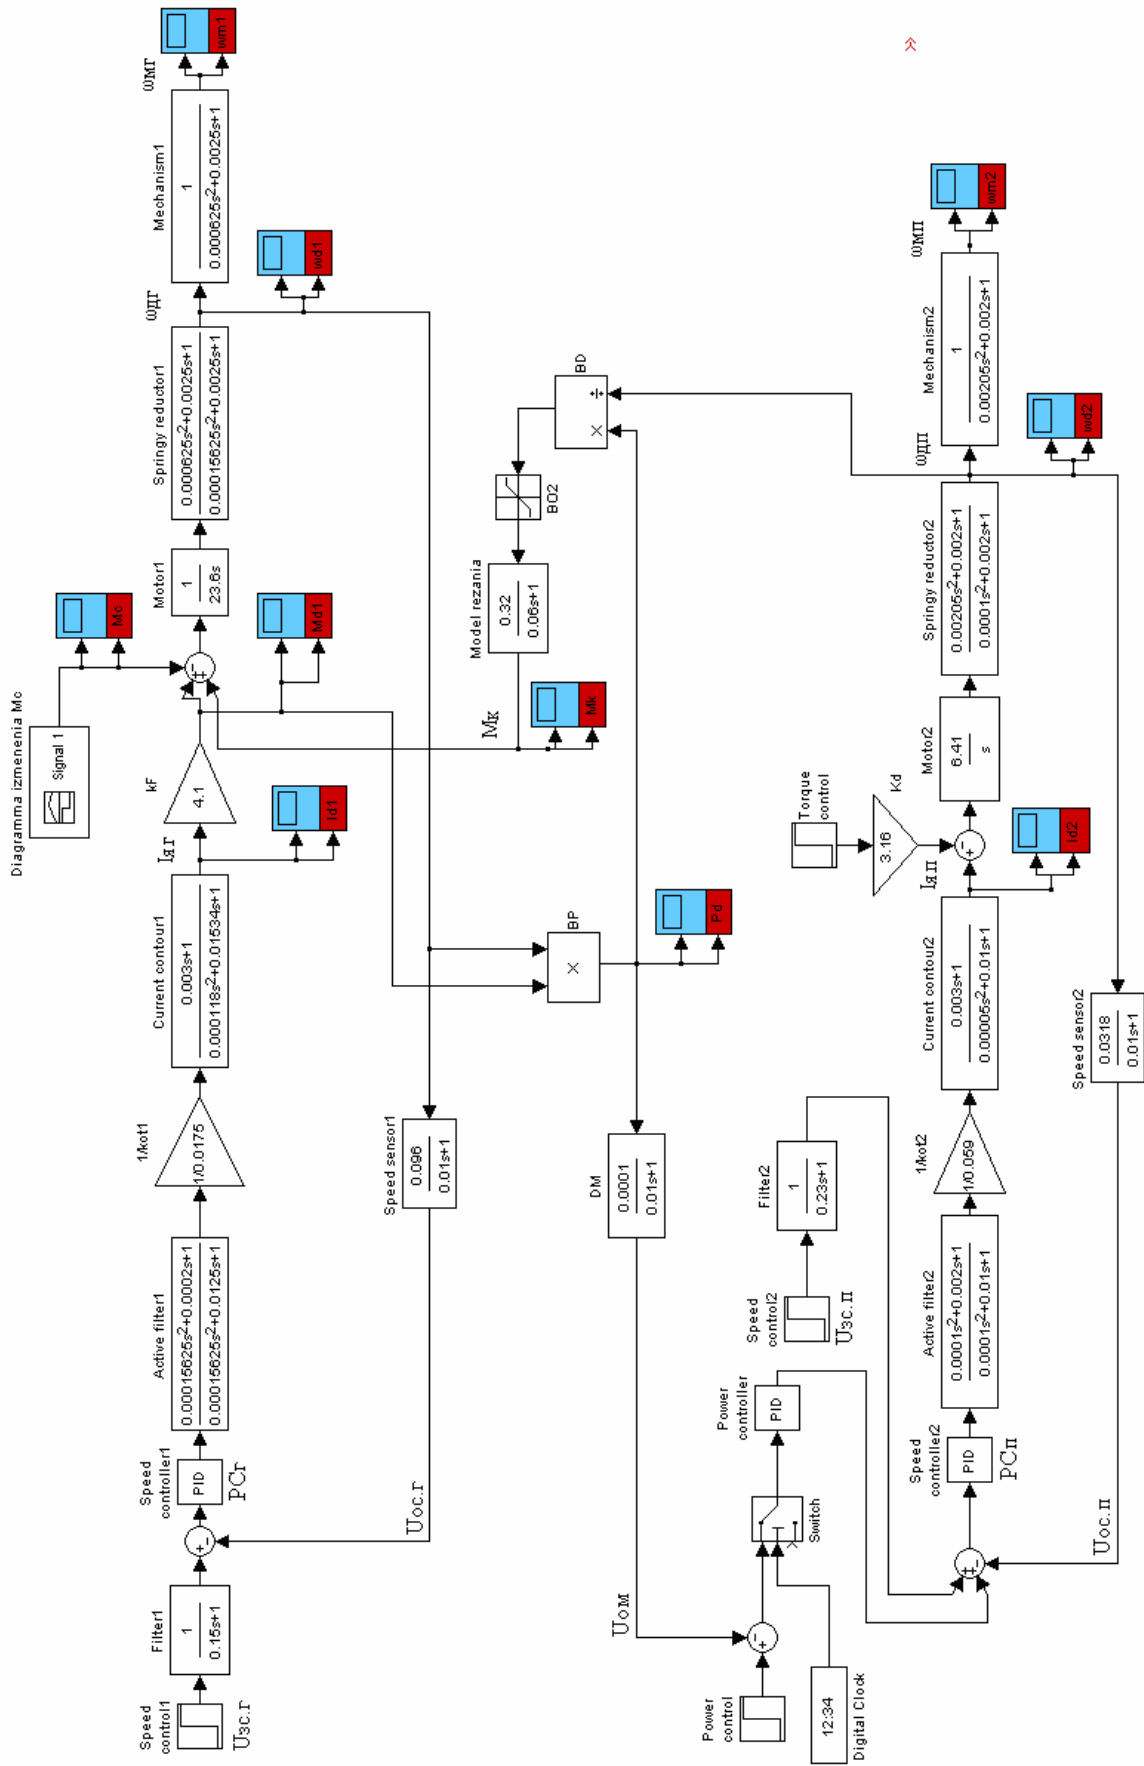 Diagramma izmenenia Mc
Signal 1
Mc
Speed
control1
Uзс.г
Filter1
1
0.15s+1
Speed
controller1
PID
РСг
Active filter1
0.00015625s²+0.0002s+1
0.00015625s²+0.0125s+1
1/kot1
1/0.0175
Current contour1
0.003s+1
0.000118s²+0.01534s+1
Iяг
Id1
kF
4.1
Md1
Motor1
1
23.6s
Springy reductor1
0.000625s²+0.0025s+1
0.00015625s²+0.0025s+1
ωдг
wd1
Mechanism1
1
0.000625s²+0.0025s+1
ωмг
wm1
Uос.г
Speed sensor1
0.096
0.01s+1
BP
×
Pd
Мк
Mk
Model rezania
0.32
0.06s+1
BO2
BD
×
÷
Uом
DM
0.0001
0.01s+1
Power
control
Digital Clock
12:34
Switch
Power
controller
PID
Speed
control2
Uзс.п
Filter2
1
0.23s+1
Speed
controller2
PID
РСп
Active filter2
0.0001s²+0.002s+1
0.0001s²+0.01s+1
1/kot2
1/0.059
Current contour2
0.003s+1
0.00005s²+0.01s+1
Iяп
Id2
Torque
control
Kd
3.16
Motor2
6.41
s
Springy reductor2
0.00205s²+0.002s+1
0.0001s²+0.002s+1
ωдп
wd2
Mechanism2
1
0.00205s²+0.002s+1
ωмп
wm2
Uос.п
Speed sensor2
0.0318
0.01s+1